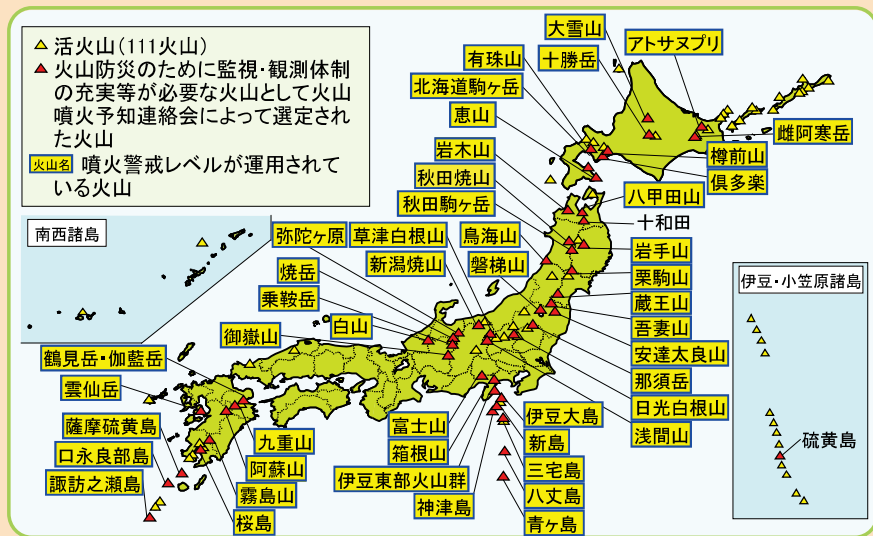 活火山(111火山)
火山防災のために監視・観測体制
の充実等が必要な火山として火山
噴火予知連絡会によって選定され
た火山
火山名 噴火警戒レベルが運用されて
いる火山
大雪山
有珠山
十勝岳
アトサヌプリ
北海道駒ヶ岳
恵山
雌阿寒岳
樽前山
倶多楽
岩木山
秋田焼山
秋田駒ヶ岳
八甲田山
十和田
南西諸島
弥陀ヶ原
草津白根山
鳥海山
岩手山
焼岳
新潟焼山
磐梯山
栗駒山
伊豆・小笠原諸島
乗鞍岳
蔵王山
御嶽山
白山
吾妻山
鶴見岳・伽藍岳
安達太良山
雲仙岳
那須岳
日光白根山
薩摩硫黄島
富士山
伊豆大島
浅間山
硫黄島
口永良部島
九重山
箱根山
新島
諏訪之瀬島
阿蘇山
伊豆東部火山群
三宅島
霧島山
神津島
八丈島
桜島
青ヶ島